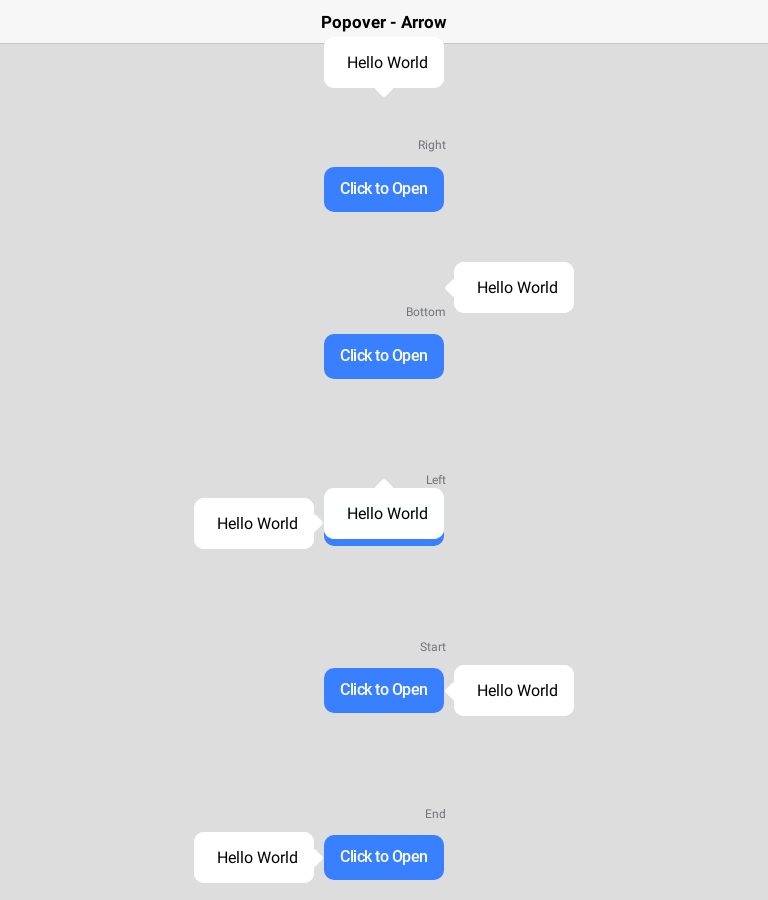 Popover - Arrow
Hello World
Right
Click to Open
Hello World
Bottom
Click to Open
Left
Hello World
Hello World
Start
Click to Open
Hello World
End
Hello World
Click to Open